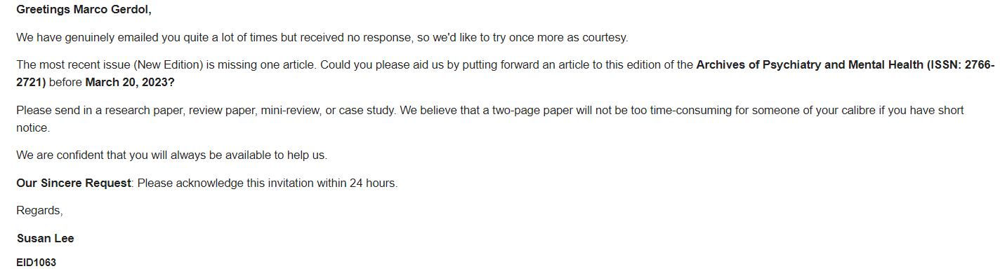 Greetings Marco Gerdol,
We have genuinely emailed you quite a lot of times but received no response, so we'd like to try once more as courtesy.
The most recent issue (New Edition) is missing one article. Could you please aid us by putting forward an article to this edition of the Archives of Psychiatry and Mental Health (ISSN: 2766-
2721) before March 20, 2023?
Please send in a research paper, review paper, mini-review, or case study. We believe that a two-page paper will not be too time-consuming for someone of your calibre if you have short
notice.
We are confident that you will always be available to help us.
Our Sincere Request: Please acknowledge this invitation within 24 hours.
Regards,
Susan Lee
EID1063